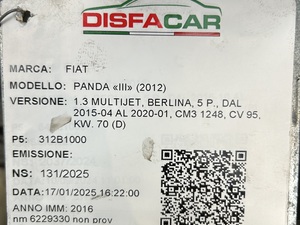 DISFACAR
MARCA: FIAT
MODELLO: PANDA «III» (2012)
VERSIONE: 1.3 MULTIJET, BERLINA, 5 P., DAL
2015-04 AL 2020-01, CM3 1248, CV 95,
KW. 70 (D)
P5: 312B1000
EMISSIONE:
NS: 131/2025
DATA:17/01/2025 16:22:00
ANNO IMM: 2016
nm 6229330 non prov